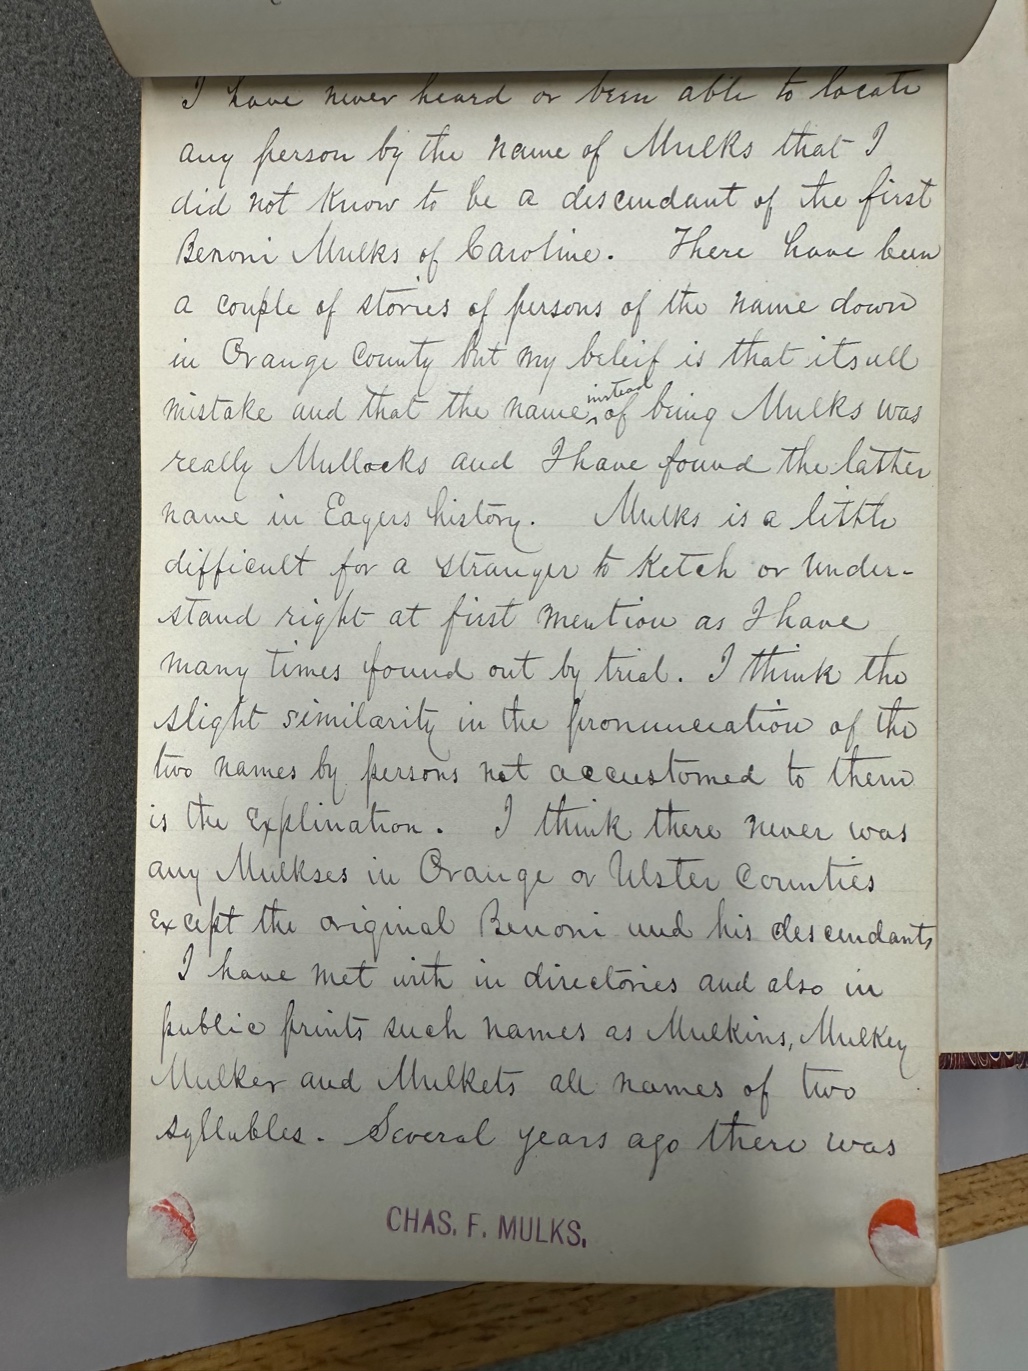 I have never heard or been able to locate
any person by the name of Mulks that I
did not know to be a descendant of the first
Benoni Mulks of Caroline. There have been
a couple of stories of persons of the name down
in Orange County but my beleif is that its all
mistake and that the name instead of being Mulks was
really Mullocks and I have found the latter
name in Eagers history. Mulks is a little
difficult for a stranger to Ketch or under-
stand right at first mention as I have
many times found out by trial. I think the
slight similarity in the pronunciation of the
two names by persons not accustomed to them
is the Explination. I think there never was
any Mulkses in Orange or Ulster Counties
Except the original Benoni and his descendants
I have met with in directories and also in
public prints such names as Mulkins, Mulkey
Mulker and Mulkets all names of two
syllables. Several years ago there was
CHAS. F. MULKS.